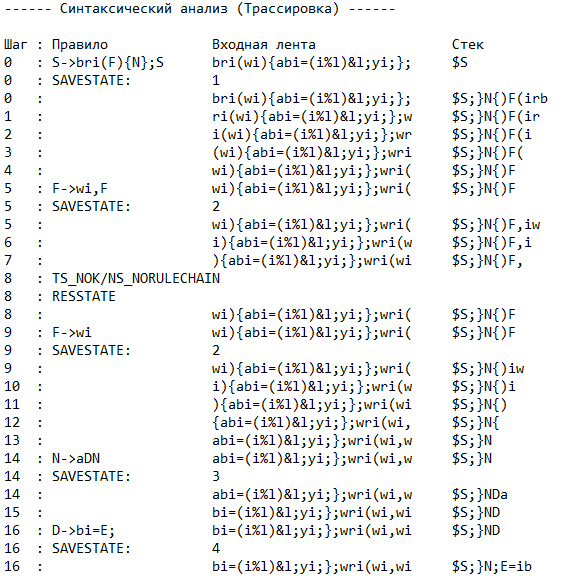 ------ Синтаксический анализ (Трассировка) ------
Шаг : Правило Входная лента Стек
0 : S->bri(F){N};S bri(wi){abi=(i%l)&l;yi;}; $S
0 : SAVESTATE: 1
0 : bri(wi){abi=(i%l)&l;yi;}; $S;}N{)F(irb
1 : ri(wi){abi=(i%l)&l;yi;};w $S;}N{)F(ir
2 : i(wi){abi=(i%l)&l;yi;};wr $S;}N{)F(i
3 : (wi){abi=(i%l)&l;yi;};wri $S;}N{)F(
4 : wi){abi=(i%l)&l;yi;};wri( $S;}N{)F
5 : F->wi,F wi){abi=(i%l)&l;yi;};wri( $S;}N{)F
5 : SAVESTATE: 2
5 : wi){abi=(i%l)&l;yi;};wri( $S;}N{)F,iw
6 : i){abi=(i%l)&l;yi;};wri(w $S;}N{)F,i
7 : ){abi=(i%l)&l;yi;};wri(wi $S;}N{)F,
8 : TS_NOK/NS_NORULECHAIN
8 : RESSTATE
8 : wi){abi=(i%l)&l;yi;};wri( $S;}N{)F
9 : F->wi wi){abi=(i%l)&l;yi;};wri( $S;}N{)F
9 : SAVESTATE: 2
9 : wi){abi=(i%l)&l;yi;};wri( $S;}N{)iw
10 : i){abi=(i%l)&l;yi;};wri(w $S;}N{)i
11 : ){abi=(i%l)&l;yi;};wri(wi $S;}N{)
12 : {abi=(i%l)&l;yi;};wri(wi, $S;}N{
13 : abi=(i%l)&l;yi;};wri(wi,w $S;}N
14 : N->aDN abi=(i%l)&l;yi;};wri(wi,w $S;}N
14 : SAVESTATE: 3
14 : abi=(i%l)&l;yi;};wri(wi,w $S;}NDa
15 : bi=(i%l)&l;yi;};wri(wi,wi $S;}ND
16 : D->bi=E; bi=(i%l)&l;yi;};wri(wi,wi $S;}ND
16 : SAVESTATE: 4
16 : bi=(i%l)&l;yi;};wri(wi,wi $S;}N;E=ib